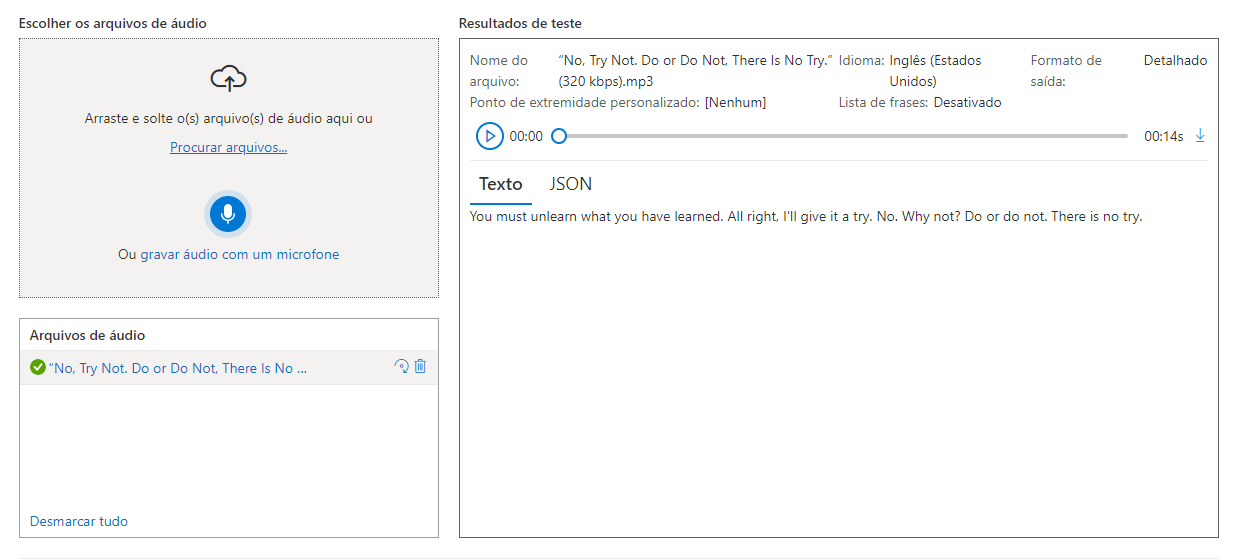 Escolher os arquivos de áudio
Arraste e solte o(s) arquivo(s) de áudio aqui ou
Procurar arquivos...
Ou gravar áudio com um microfone
Arquivos de áudio
“No, Try Not. Do or Do Not, There Is No ...
Desmarcar tudo
Resultados de teste
Nome do arquivo: “No, Try Not. Do or Do Not, There Is No Try.” (320 kbps).mp3
Idioma: Inglês (Estados Unidos)
Formato de saída: Detalhado
Ponto de extremidade personalizado: [Nenhum]
Lista de frases: Desativado
00:00 00:14s
Texto JSON
You must unlearn what you have learned. All right, I'll give it a try. No. Why not? Do or do not. There is no try.